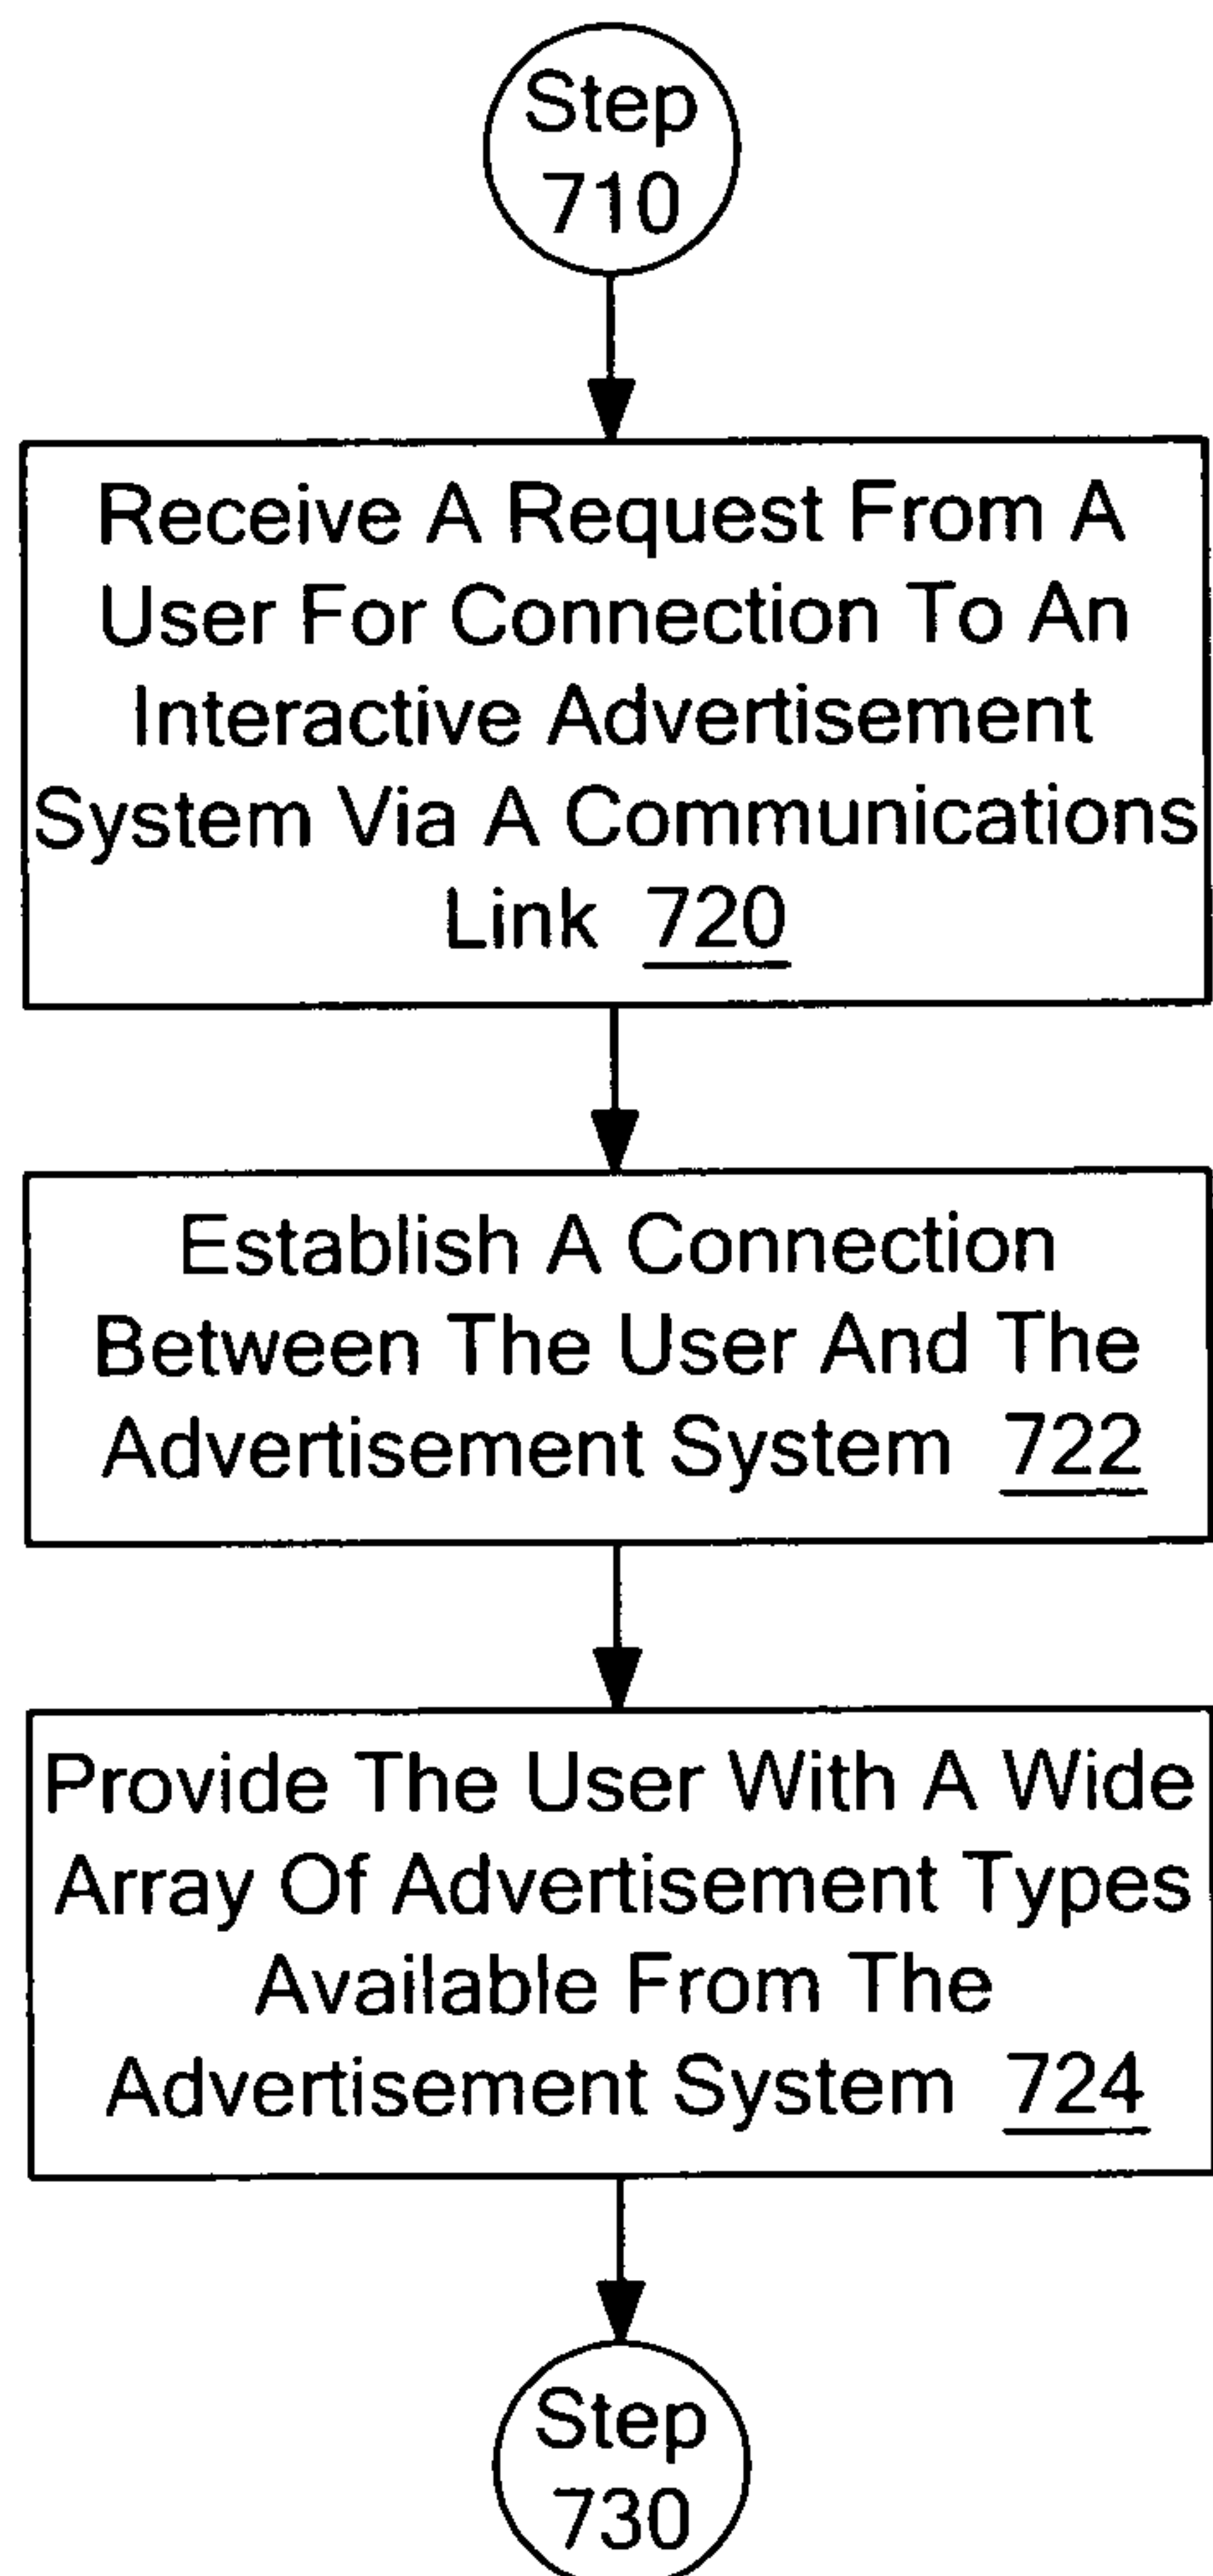 Step
710
Receive A Request From A
User For Connection To An
Interactive Advertisement
System Via A Communications
Link 720
Establish A Connection
Between The User And The
Advertisement System 722
Provide The User With A Wide
Array Of Advertisement Types
Available From The
Advertisement System 724
Step
730